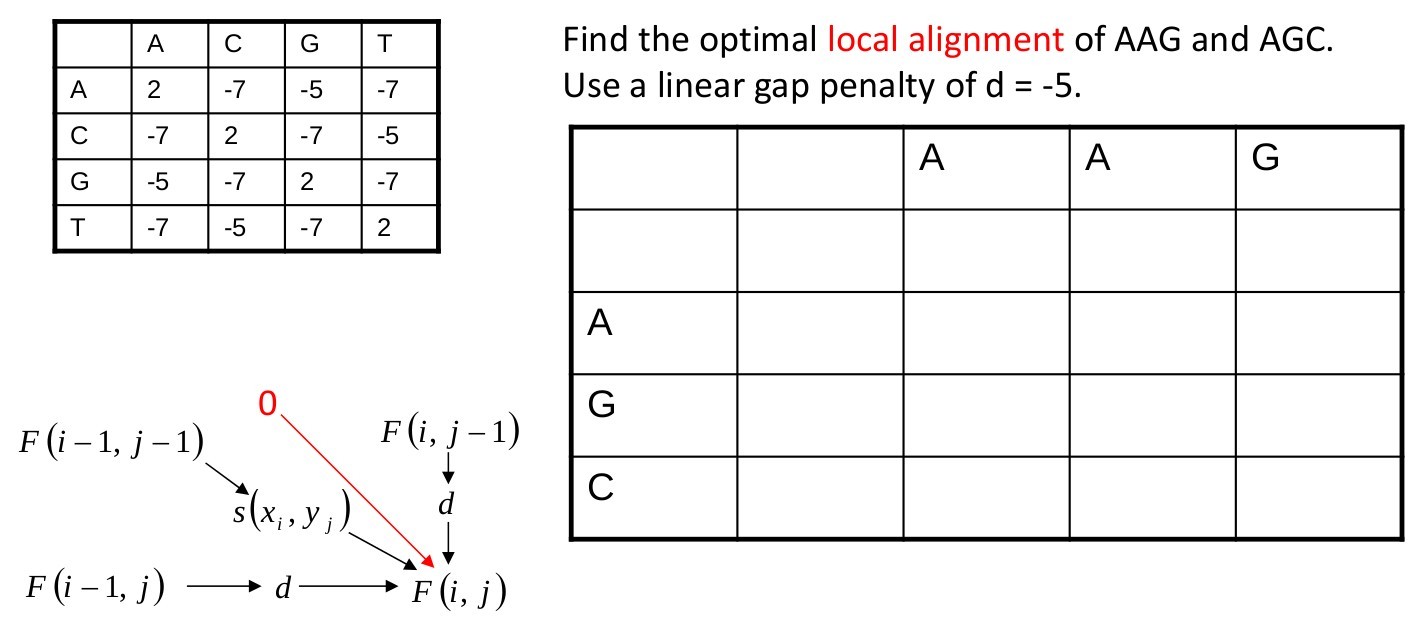 A C G T
A 2 -7 -5 -7
C -7 2 -7 -5
G -5 -7 2 -7
T -7 -5 -7 2
Find the optimal local alignment of AAG and AGC.
Use a linear gap penalty of d = -5.
A A G
A
G
C
0
F(i−1, j−1) F(i, j−1)
s(x_i, y_j) d
F(i−1, j) d F(i, j)